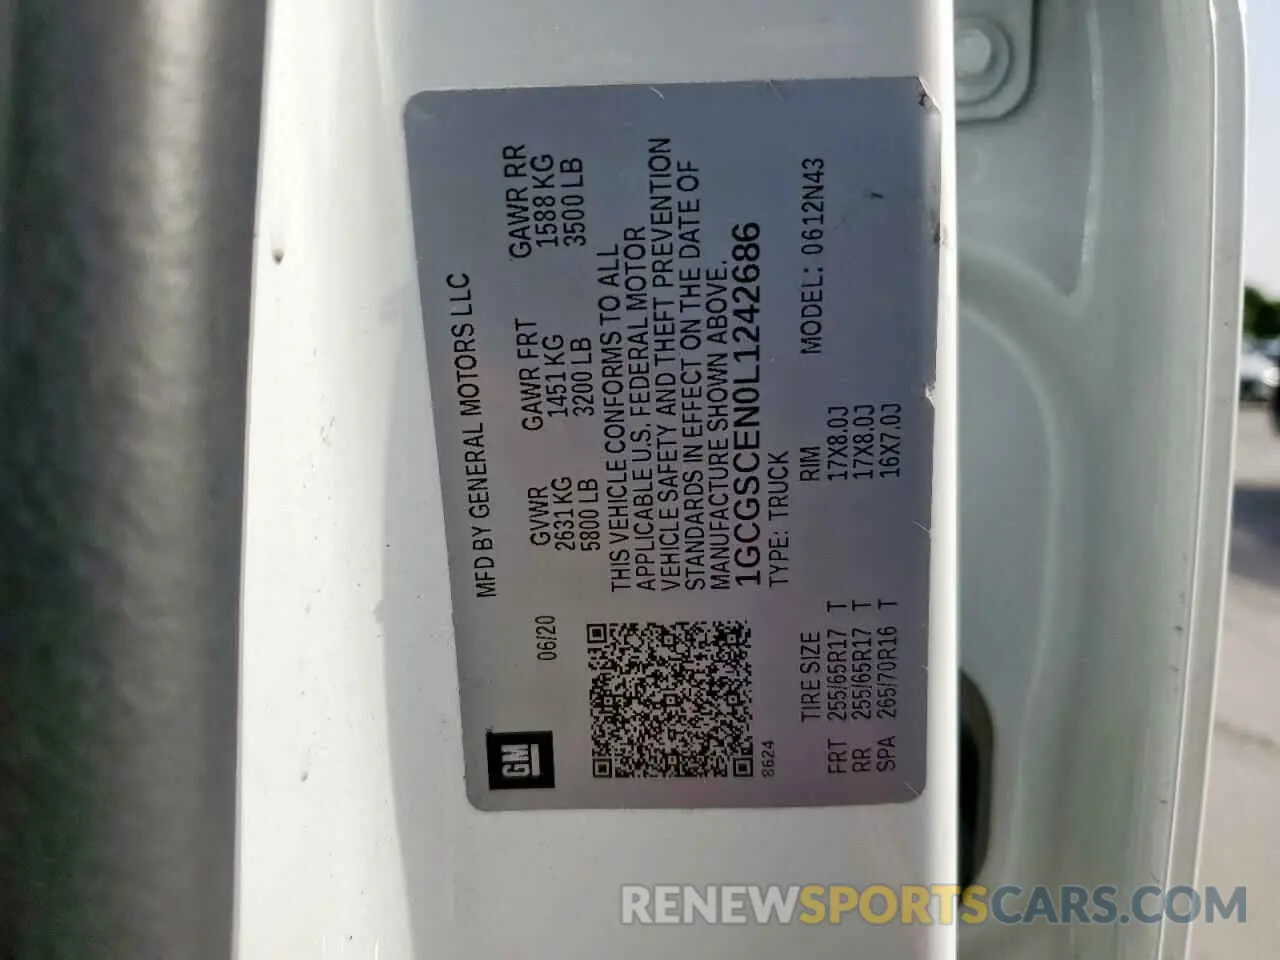 MFD BY GENERAL MOTORS LLC
06/20
GVWR GAWR FRT GAWR RR
2631 KG 1451 KG 1588 KG
5800 LB 3200 LB 3500 LB
THIS VEHICLE CONFORMS TO ALL
APPLICABLE U.S. FEDERAL MOTOR
VEHICLE SAFETY AND THEFT PREVENTION
STANDARDS IN EFFECT ON THE DATE OF
MANUFACTURE SHOWN ABOVE.
1GCGSCEN0L1242686
TYPE: TRUCK
GM
8624
TIRE SIZE RIM MODEL: 0612N43
FRT 255/65R17 T 17X8.0J
RR 255/65R17 T 17X8.0J
SPA 265/70R16 T 16X7.0J
RENEWSPORTSCARS.COM